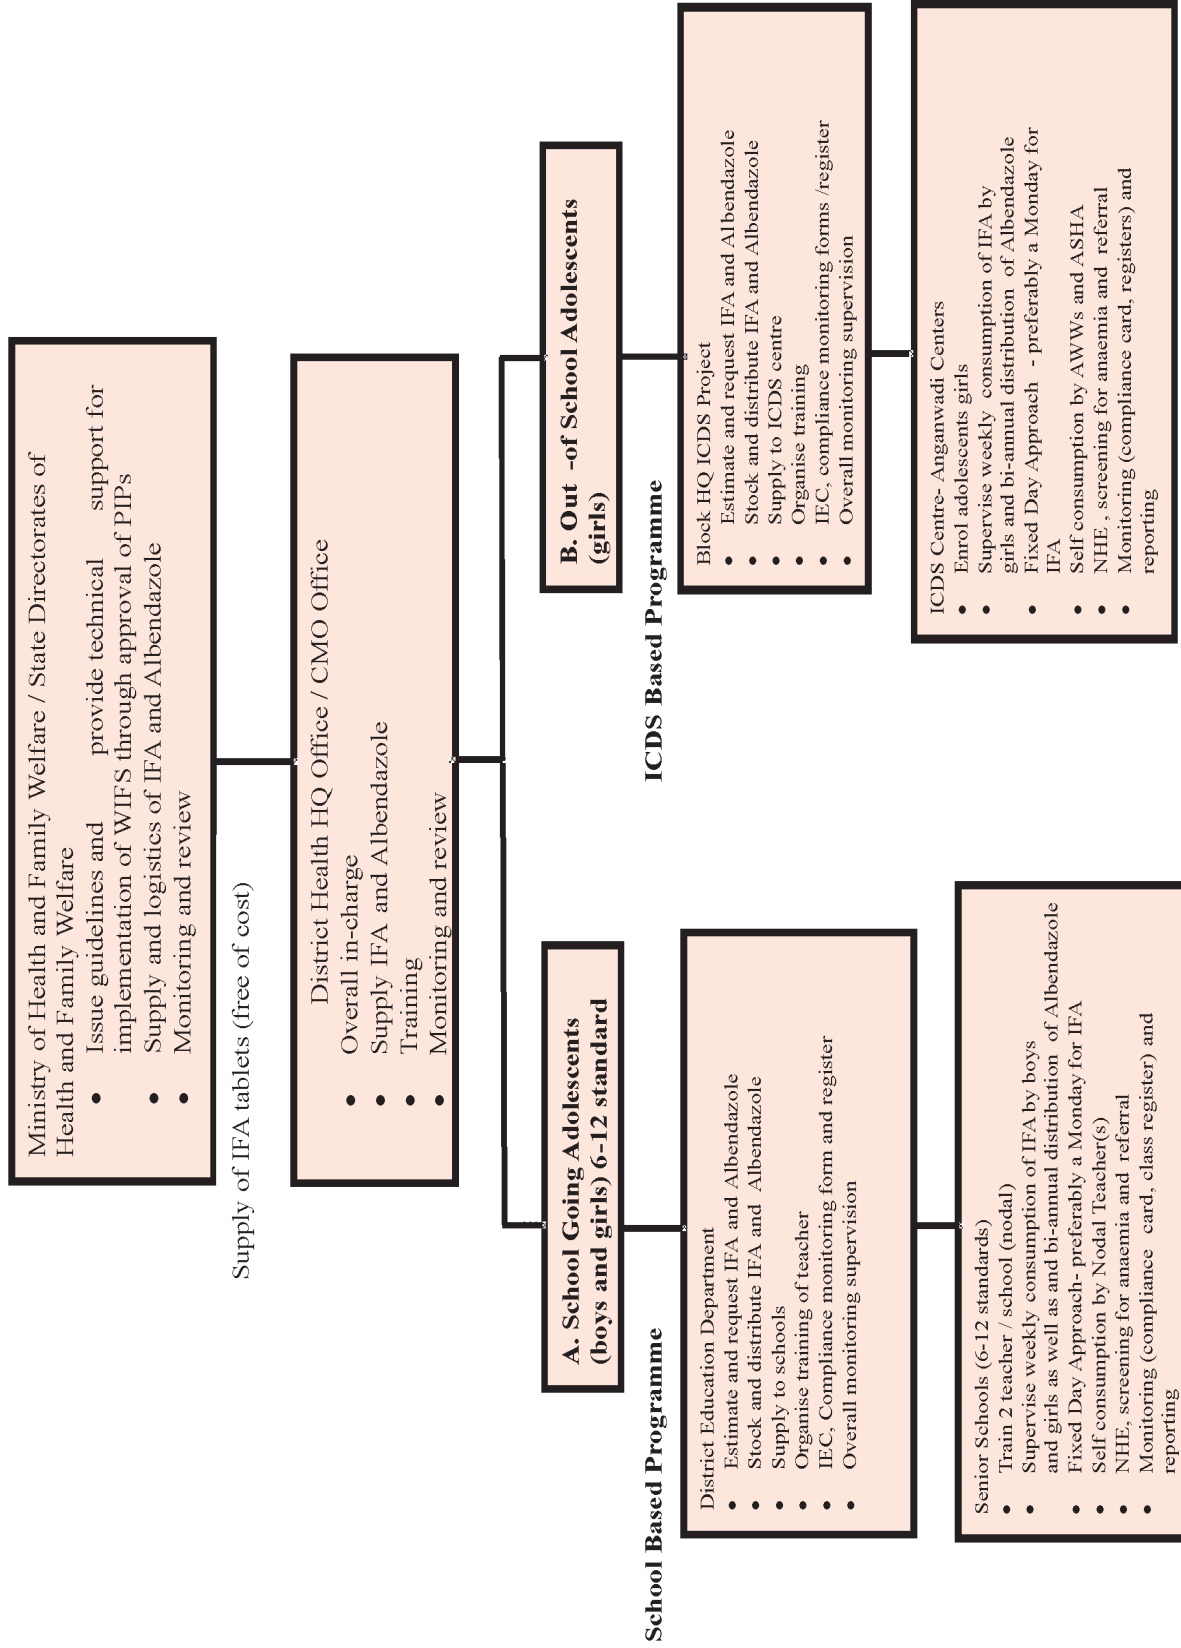 Ministry of Health and Family Welfare / State Directorates of
Health and Family Welfare
• Issue guidelines and provide technical support for
implementation of WIFS through approval of PIPs
• Supply and logistics of IFA and Albendazole
• Monitoring and review
Supply of IFA tablets (free of cost)
District Health HQ Office / CMO Office
• Overall in-charge
• Supply IFA and Albendazole
• Training
• Monitoring and review
A. School Going Adolescents
(boys and girls) 6-12 standard
School Based Programme
District Education Department
• Estimate and request IFA and Albendazole
• Stock and distribute IFA and Albendazole
• Supply to schools
• Organise training of teacher
• IEC, Compliance monitoring form and register
• Overall monitoring supervision
Senior Schools (6-12 standards)
• Train 2 teacher / school (nodal)
• Supervise weekly consumption of IFA by boys
and girls as well as and bi-annual distribution of Albendazole
• Fixed Day Approach- preferably a Monday for IFA
• Self consumption by Nodal Teacher(s)
• NHE, screening for anaemia and referral
• Monitoring (compliance card, class register) and
reporting
B. Out -of School Adolescents
(girls)
ICDS Based Programme
Block HQ ICDS Project
• Estimate and request IFA and Albendazole
• Stock and distribute IFA and Albendazole
• Supply to ICDS centre
• Organise training
• IEC, compliance monitoring forms /register
• Overall monitoring supervision
ICDS Centre- Anganwadi Centers
• Enrol adolescents girls
• Supervise weekly consumption of IFA by
girls and bi-annual distribution of Albendazole
• Fixed Day Approach - preferably a Monday for
IFA
• Self consumption by AWWs and ASHA
• NHE , screening for anaemia and referral
• Monitoring (compliance card, registers) and
reporting